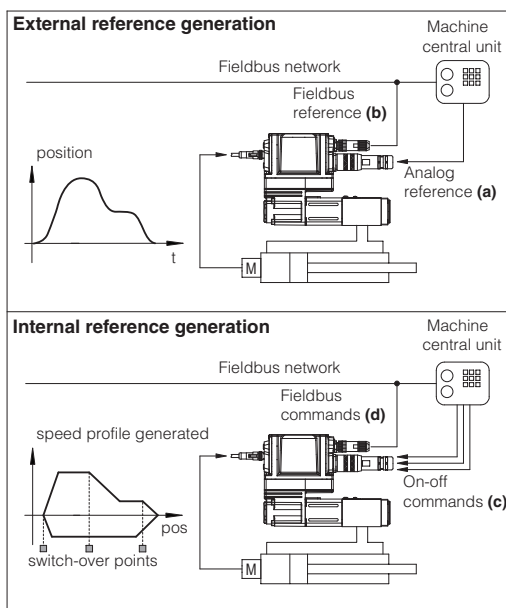 External reference generation
Machine
central unit
Fieldbus network
Fieldbus
reference (b)
position
Analog
reference (a)
t
M
Internal reference generation
Machine
central unit
Fieldbus network
Fieldbus
commands (d)
speed profile generated
On-off
commands (c)
pos
switch-over points
M